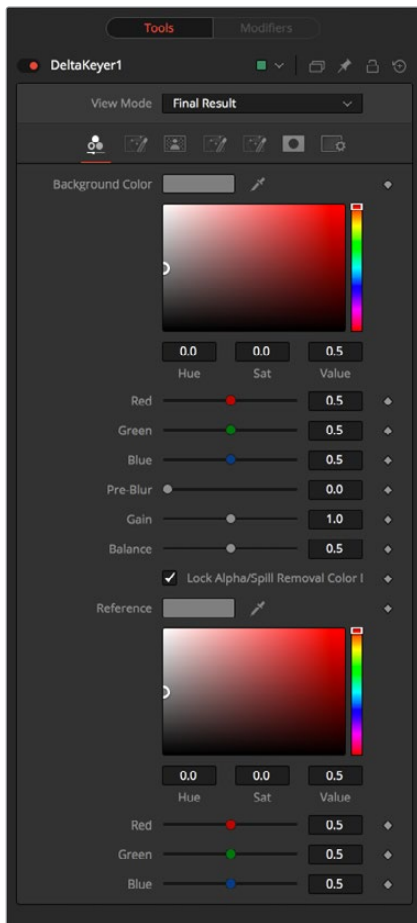 Tools Modifiers
DeltaKeyer1
View Mode Final Result
Background Color
0.0 0.0 0.5
Hue Sat Value
Red 0.5
Green 0.5
Blue 0.5
Pre-Blur 0.0
Gain 1.0
Balance 0.5
Lock Alpha/Spill Removal Color I
Reference
0.0 0.0 0.5
Hue Sat Value
Red 0.5
Green 0.5
Blue 0.5